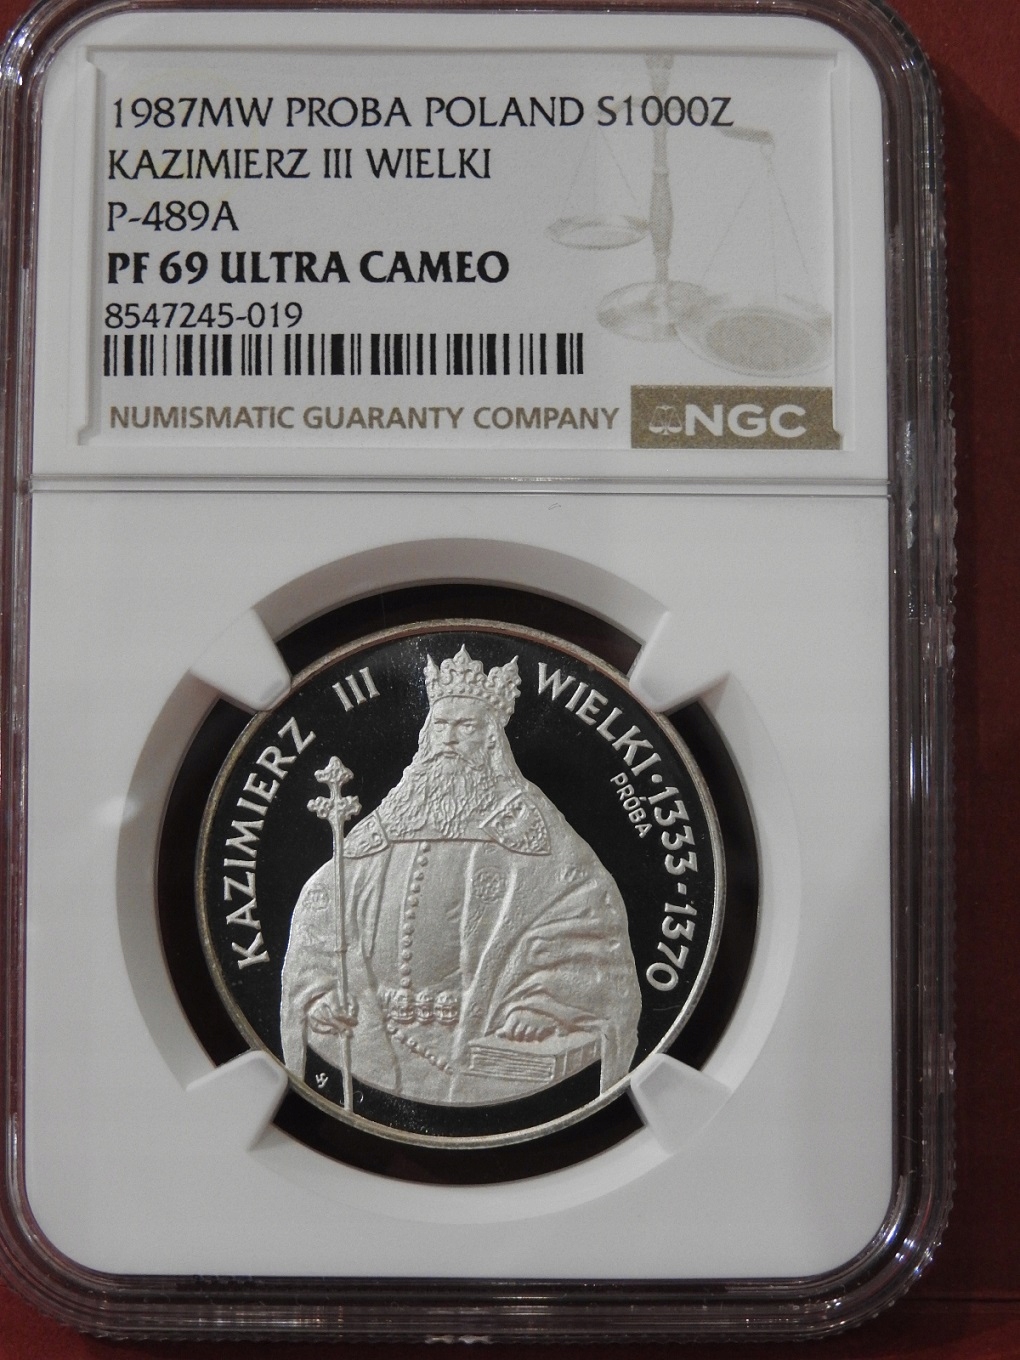 1987MW PROBA POLAND S1000Z
KAZIMIERZ III WIELKI
P-489A
PF 69 ULTRA CAMEO
8547245-019
NUMISMATIC GUARANTY COMPANY NGC
KAZIMIERZ III WIELKI · 1333-1370
PRÓBA